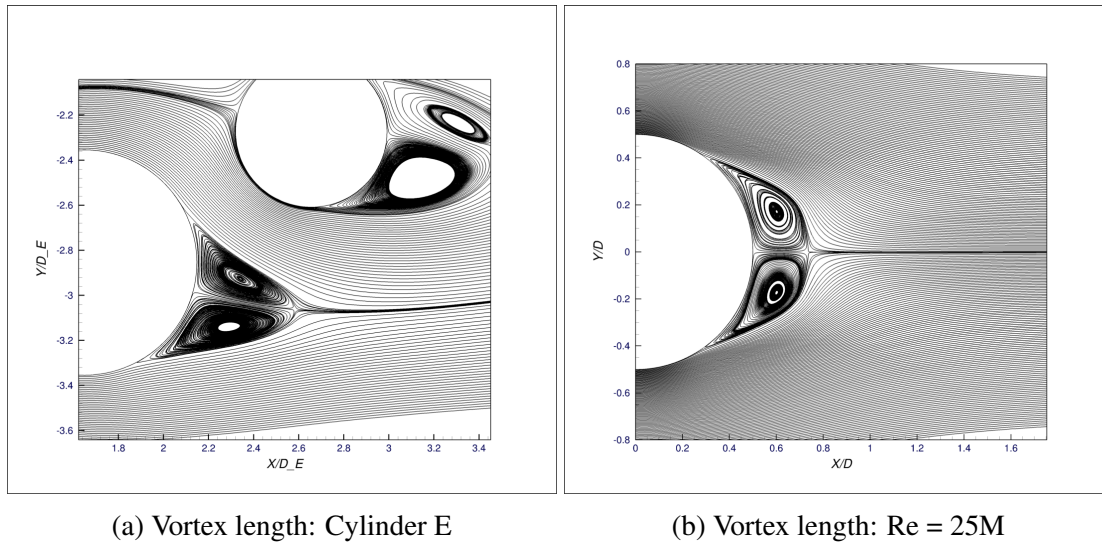 -2.2
-2.4
-2.6
-2.8
-3
-3.2
-3.4
-3.6
Y/D_E
1.8 2 2.2 2.4 2.6 2.8 3 3.2 3.4
X/D_E
(a) Vortex length: Cylinder E
0.8
0.6
0.4
0.2
0
-0.2
-0.4
-0.6
-0.8
Y/D
0 0.2 0.4 0.6 0.8 1 1.2 1.4 1.6
X/D
(b) Vortex length: Re = 25M